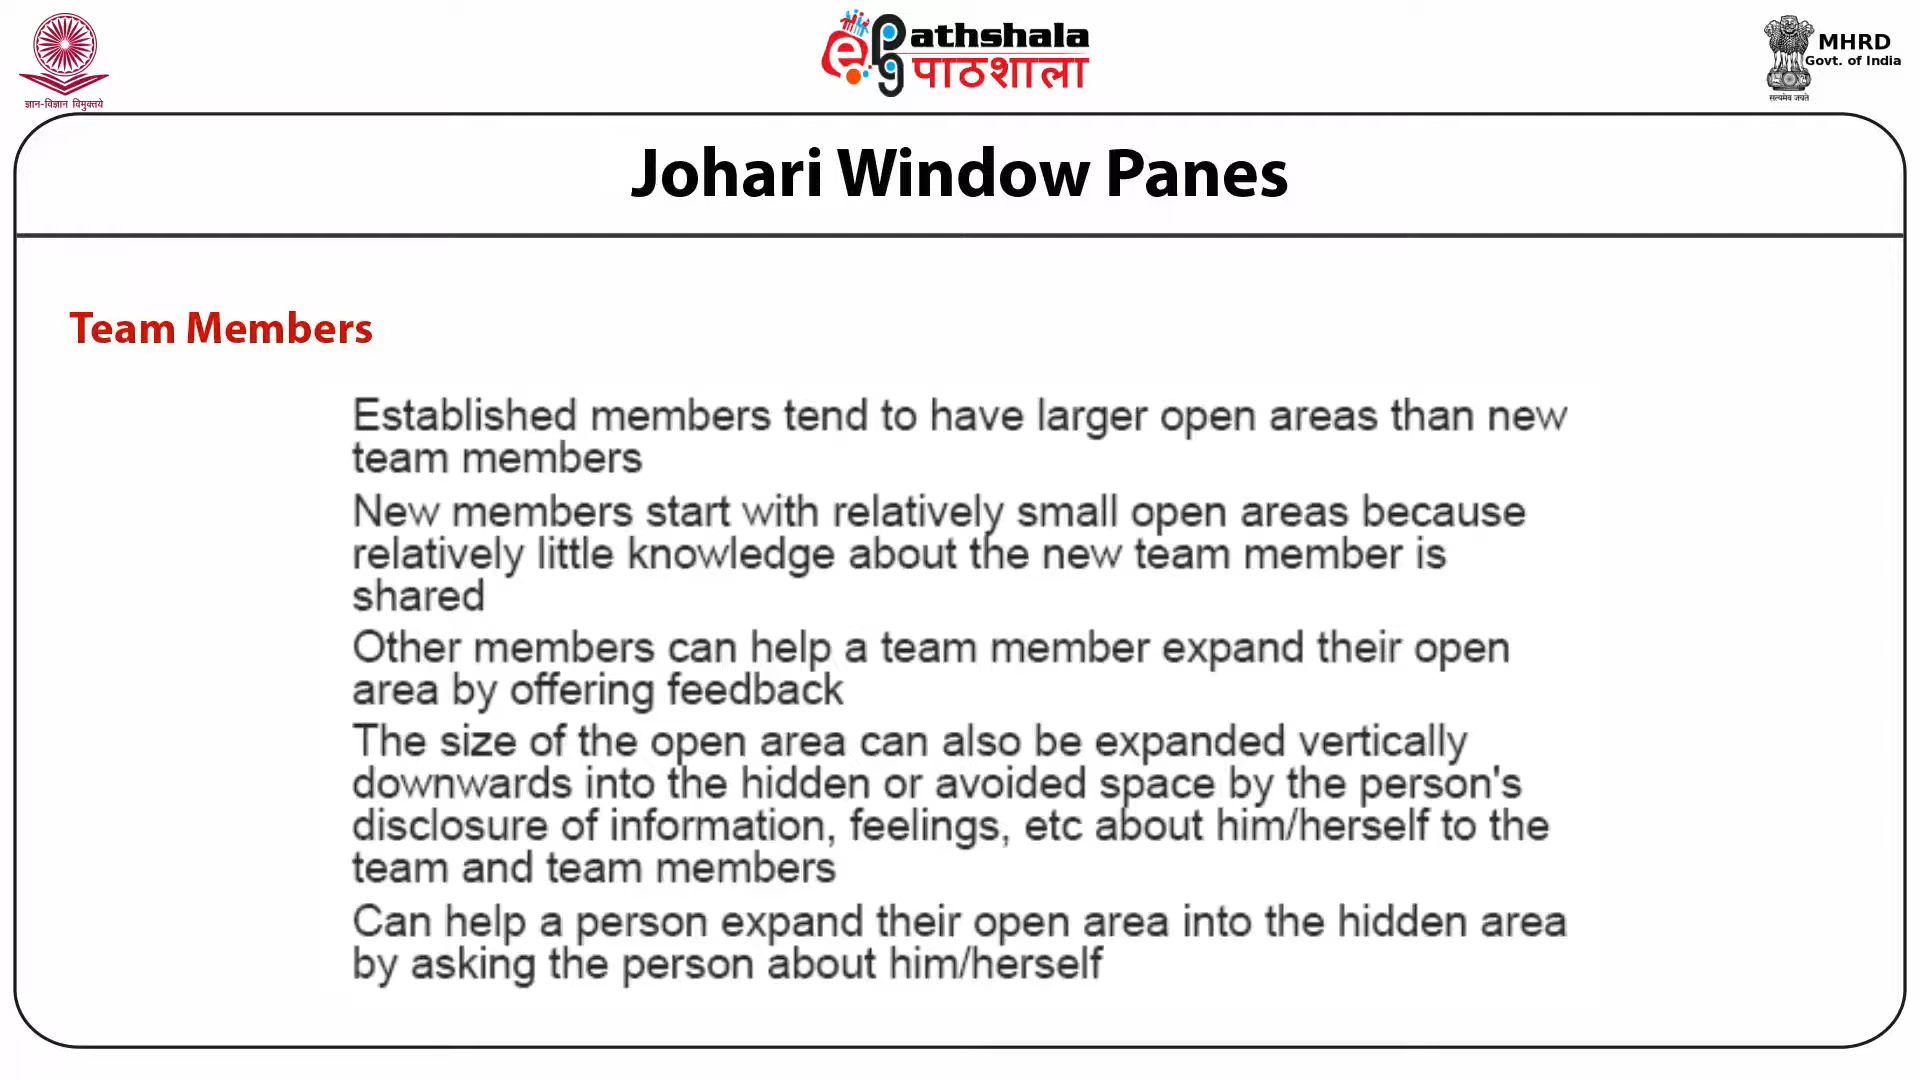 ज्ञान-विज्ञान विमुक्तये
ePathshala
पाठशाला
MHRD
Govt. of India
सत्यमेव जयते
Johari Window Panes
Team Members
Established members tend to have larger open areas than new
team members
New members start with relatively small open areas because
relatively little knowledge about the new team member is
shared
Other members can help a team member expand their open
area by offering feedback
The size of the open area can also be expanded vertically
downwards into the hidden or avoided space by the person's
disclosure of information, feelings, etc about him/herself to the
team and team members
Can help a person expand their open area into the hidden area
by asking the person about him/herself